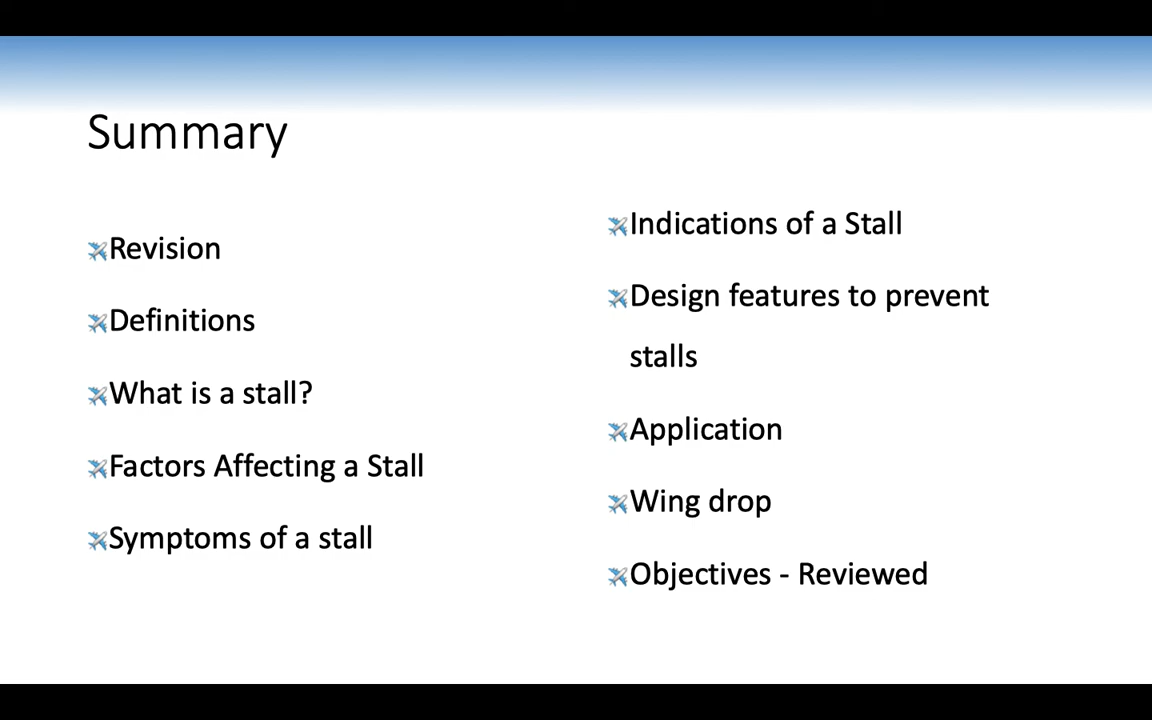 Summary
Revision
Definitions
What is a stall?
Factors Affecting a Stall
Symptoms of a stall
Indications of a Stall
Design features to prevent
stalls
Application
Wing drop
Objectives - Reviewed